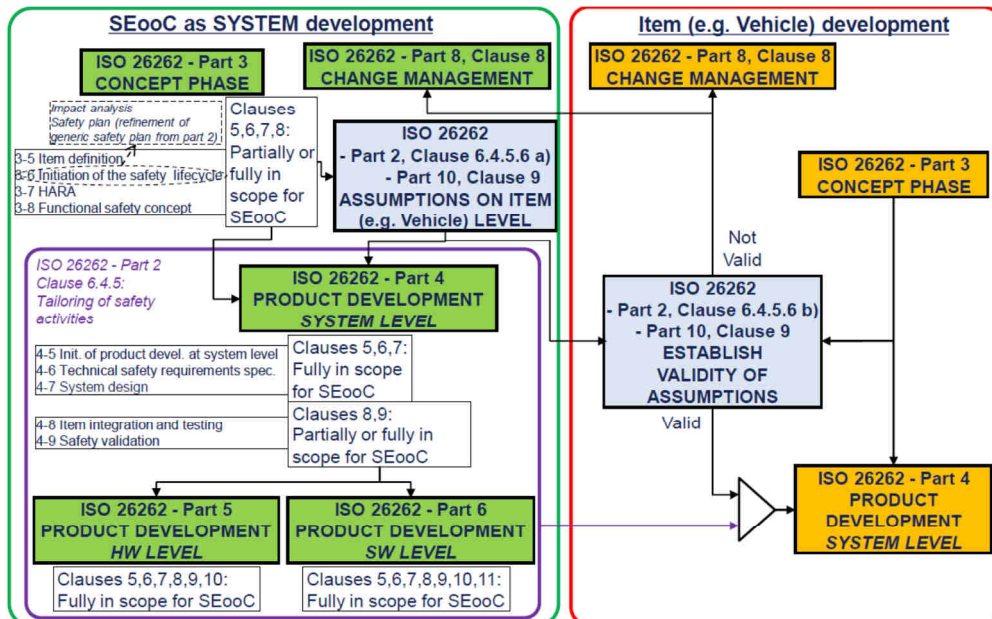 SEooC as SYSTEM development
ISO 26262 - Part 3
CONCEPT PHASE
ISO 26262 - Part 8, Clause 8
CHANGE MANAGEMENT
Impact analysis
Safety plan (refinement of
generic safety plan from part 2)
3-5 Item definition
3-6 Initiation of the safety lifecycle
3-7 HARA
3-8 Functional safety concept
Clauses
5,6,7,8:
Partially or
fully in
scope for
SEooC
ISO 26262
- Part 2, Clause 6.4.5.6 a)
- Part 10, Clause 9
ASSUMPTIONS ON ITEM
(e.g. Vehicle) LEVEL
ISO 26262 - Part 2
Clause 6.4.5:
Tailoring of safety
activities
ISO 26262 - Part 4
PRODUCT DEVELOPMENT
SYSTEM LEVEL
4-5 Init. of product devel. at system level
4-6 Technical safety requirements spec.
4-7 System design
Clauses 5,6,7:
Fully in scope
for SEooC
4-8 Item integration and testing
4-9 Safety validation
Clauses 8,9:
Partially or fully in
scope for SEooC
ISO 26262 - Part 5
PRODUCT DEVELOPMENT
HW LEVEL
Clauses 5,6,7,8,9,10:
Fully in scope for SEooC
ISO 26262 - Part 6
PRODUCT DEVELOPMENT
SW LEVEL
Clauses 5,6,7,8,9,10,11:
Fully in scope for SEooC
Item (e.g. Vehicle) development
ISO 26262 - Part 8, Clause 8
CHANGE MANAGEMENT
ISO 26262 - Part 3
CONCEPT PHASE
Not
Valid
ISO 26262
- Part 2, Clause 6.4.5.6 b)
- Part 10, Clause 9
ESTABLISH
VALIDITY OF
ASSUMPTIONS
Valid
ISO 26262 - Part 4
PRODUCT
DEVELOPMENT
SYSTEM LEVEL